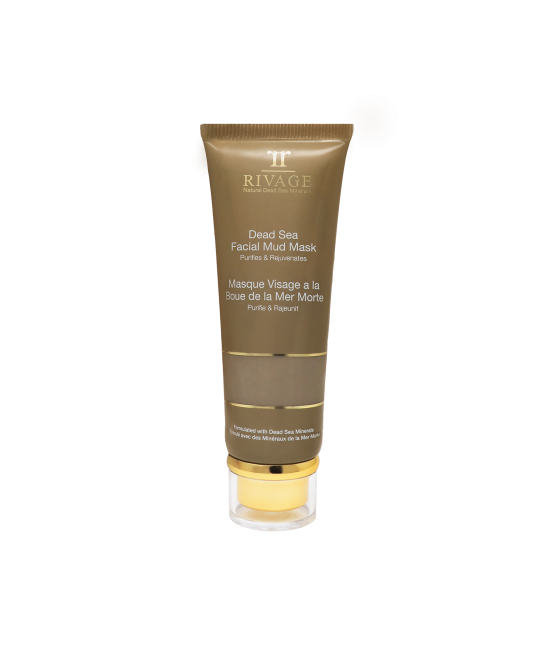 RIVAGE
Natural Dead Sea Minerals
Dead Sea
Facial Mud Mask
Purifies & Rejuvenates
Masque Visage a la
Boue de la Mer Morte
Purifie & Rajeunit
Formulated with Dead Sea Minerals
Formulé avec des Minéraux de la Mer Morte